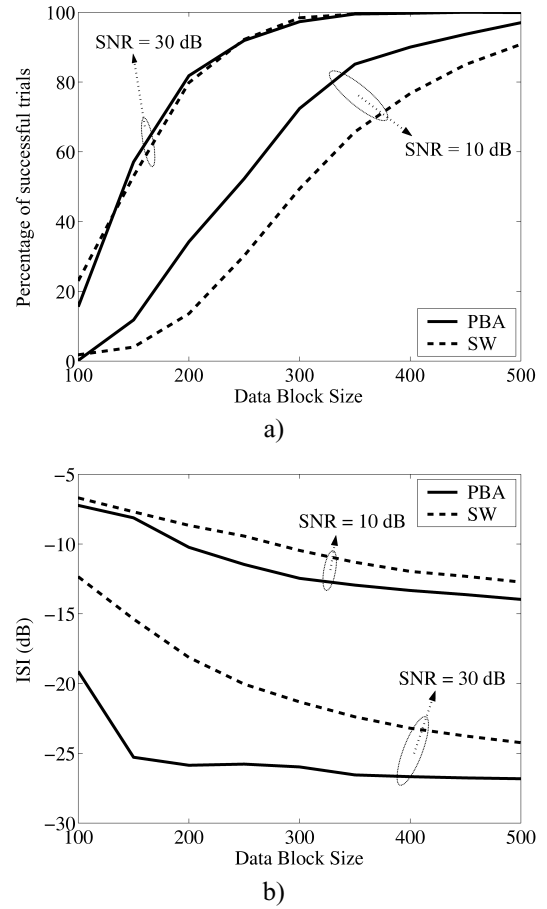 100
80
60
40
20
0
Percentage of successful trials
SNR = 30 dB
SNR = 10 dB
PBA
SW
100 200 300 400 500
Data Block Size
a)
−5
−10
−15
−20
−25
−30
ISI (dB)
PBA
SW
SNR = 10 dB
SNR = 30 dB
100 200 300 400 500
Data Block Size
b)